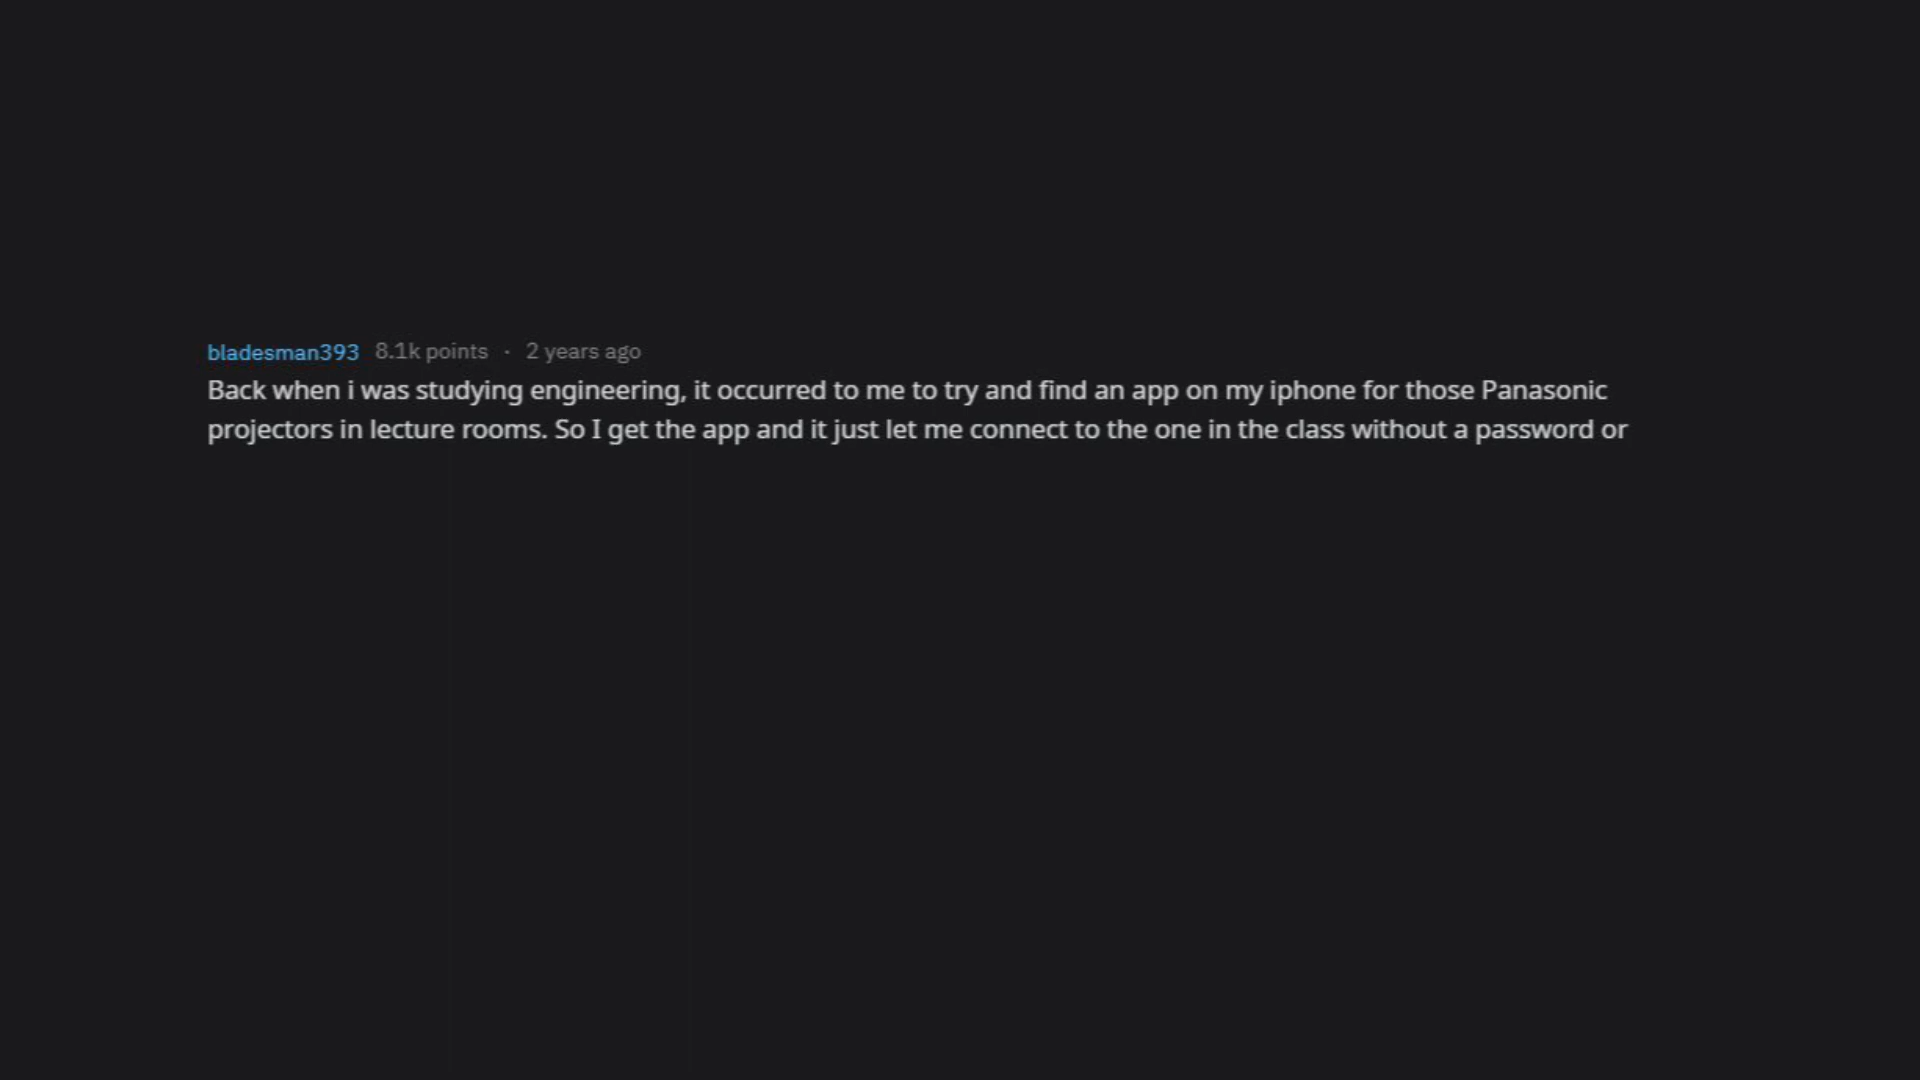 bladesman393 8.1k points · 2 years ago
Back when i was studying engineering, it occurred to me to try and find an app on my iphone for those Panasonic
projectors in lecture rooms. So I get the app and it just let me connect to the one in the class without a password or